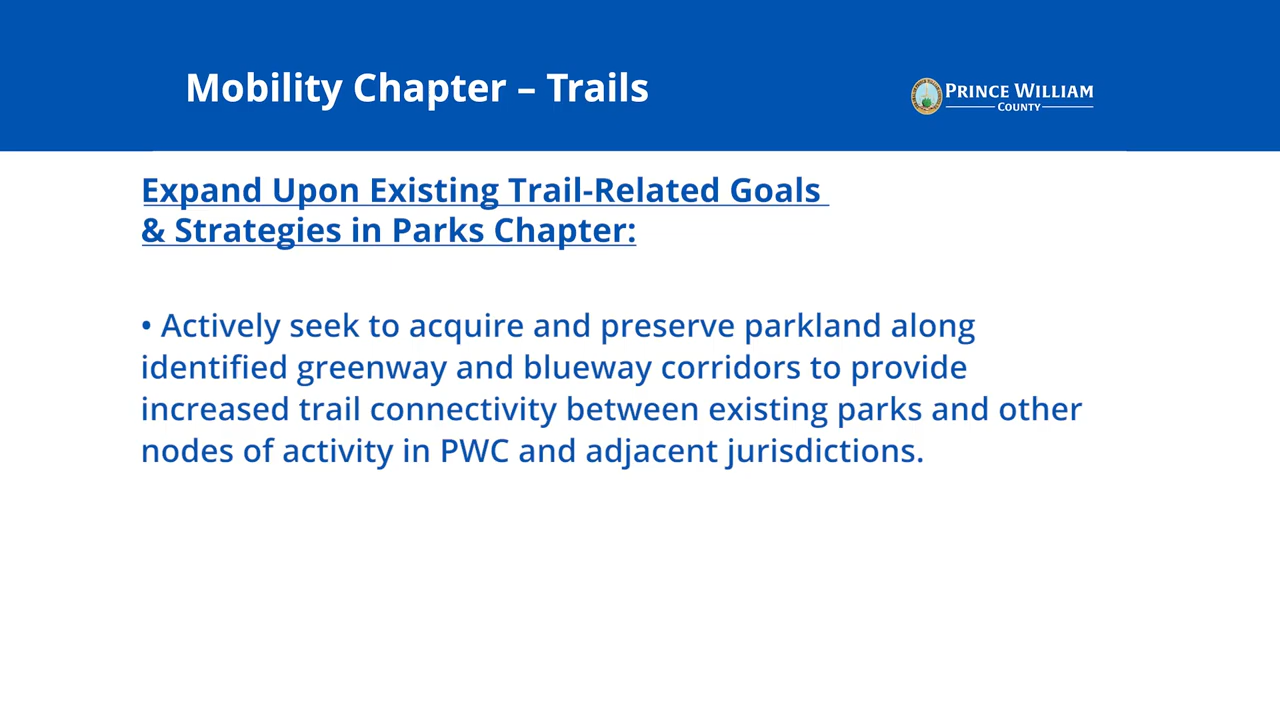 Mobility Chapter – Trails
PRINCE WILLIAM
COUNTY
Expand Upon Existing Trail-Related Goals
& Strategies in Parks Chapter:
• Actively seek to acquire and preserve parkland along
identified greenway and blueway corridors to provide
increased trail connectivity between existing parks and other
nodes of activity in PWC and adjacent jurisdictions.